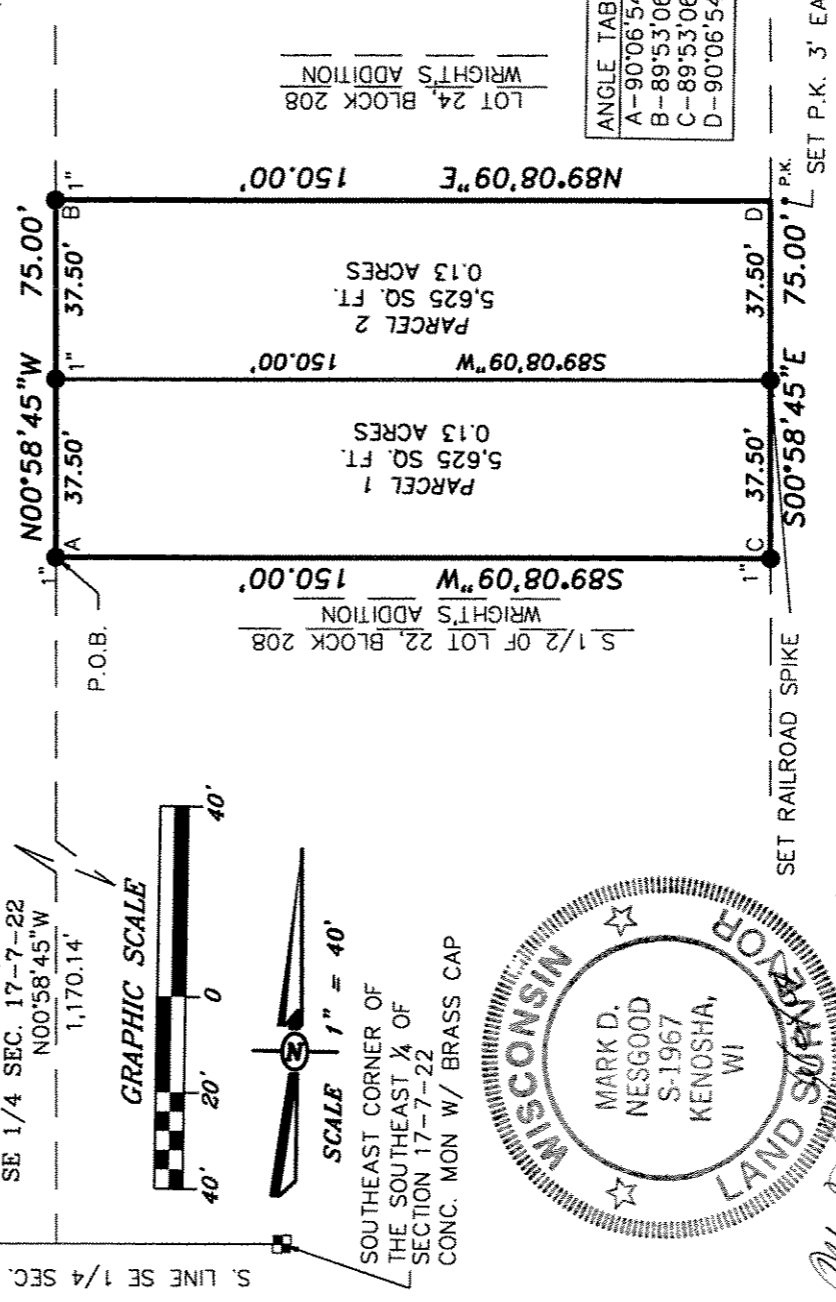 SE 1/4 SEC. 17-7-22
N00°58'45"W
1,170.14'
S. LINE SE 1/4 SEC.
GRAPHIC SCALE
40'
20'
0
40'
N
SCALE 1" = 40'
SOUTHEAST CORNER OF
THE SOUTHEAST ¼ OF
SECTION 17-7-22
CONC. MON W/ BRASS CAP
WISCONSIN
MARK D.
NESGOOD
S-1967
KENOSHA,
WI
LAND SURVEYOR
P.O.B.
N00°58'45"W 75.00'
1"
A
37.50'
1"
37.50'
B
1"
S 1/2 OF LOT 22, BLOCK 208
WRIGHT'S ADDITION
S89°08'09"W 150.00'
PARCEL 1
5,625 SQ. FT.
0.13 ACRES
S89°08'09"W 150.00'
PARCEL 2
5,625 SQ. FT.
0.13 ACRES
N89°08'09"E 150.00'
LOT 24, BLOCK 208
WRIGHT'S ADDITION
1"
C
37.50'
37.50'
D
S00°58'45"E 75.00'
P.K.
SET RAILROAD SPIKE
SET P.K. 3' EA
ANGLE TAB
A-90°06'54
B-89°53'06
C-89°53'06
D-90°06'54